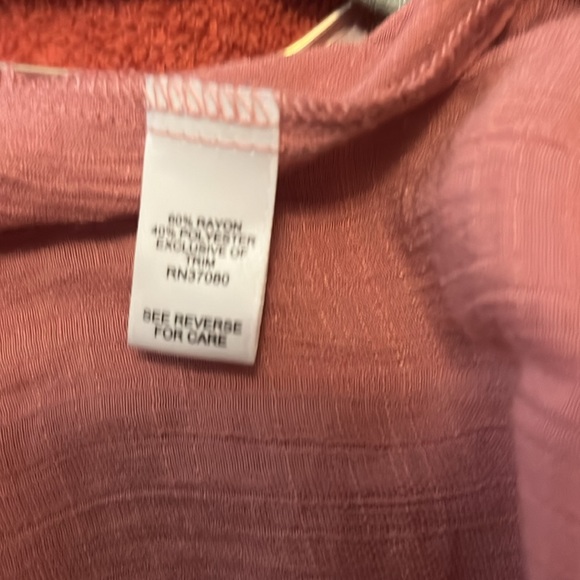 60% RAYON
40% POLYESTER
EXCLUSIVE OF
TRIM
RN37080
SEE REVERSE
FOR CARE